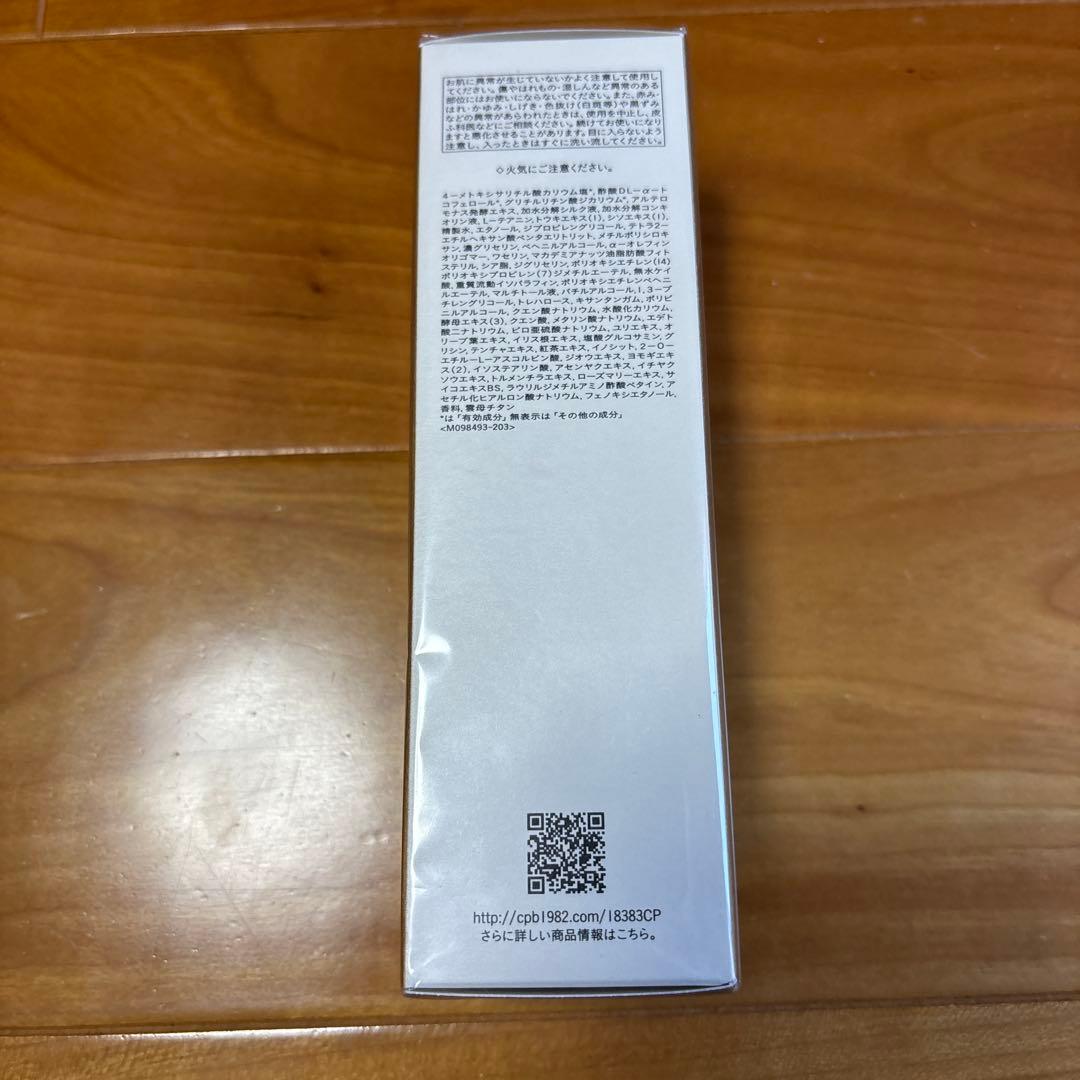 お肌に異常が生じていないかよく注意して使用し
てください。傷やはれもの・湿しんなど異常のある
部位にはお使いにならないでください。また、赤み・
はれ・かゆみ・しげき・色抜け(白斑等)や黒ずみ
などの異常があらわれたときは、使用を中止し、皮
ふ科医などにご相談ください。続けてお使いになり
ますと悪化させることがあります。目に入らないよう
注意し、入ったときはすぐに洗い流してください。
◇火気にご注意ください。
4-メトキシサリチル酸カリウム塩*、酢酸DL-α-ト
コフェロール*、グリチルリチン酸ジカリウム*、アルテロ
モナス発酵エキス、加水分解シルク液、加水分解コンキ
オリン液、L-テアニン、トウキエキス(1)、シソエキス(1)、
精製水、エタノール、ジプロピレングリコール、テトラ2-
エチルヘキサン酸ペンタエリトリット、メチルポリシロキ
サン、濃グリセリン、ベヘニルアルコール、α-オレフィン
オリゴマー、ワセリン、マカデミアナッツ油脂肪酸フィト
ステリル、シア脂、ジグリセリン、ポリオキシエチレン(14)
ポリオキシプロピレン(7)ジメチルエーテル、無水ケイ
酸、重質流動イソパラフィン、ポリオキシエチレンベヘニ
ルエーテル、マルチトール液、バチルアルコール、1,3-ブ
チレングリコール、トレハロース、キサンタンガム、ポリビ
ニルアルコール、クエン酸ナトリウム、水酸化カリウム、
酵母エキス(3)、クエン酸、メタリン酸ナトリウム、エデト
酸二ナトリウム、ピロ亜硫酸ナトリウム、ユリエキス、オ
リーブ葉エキス、イリス根エキス、塩酸グルコサミン、グ
リシン、テンチャエキス、紅茶エキス、イノシット、2-O-
エチル-L-アスコルビン酸、ジオウエキス、ヨモギエキ
ス(2)、イソステアリン酸、アセンヤクエキス、イチヤク
ソウエキス、トルメンチラエキス、ローズマリーエキス、サ
イコエキスBS、ラウリルジメチルアミノ酢酸ベタイン、ア
セチル化ヒアルロン酸ナトリウム、フェノキシエタノール、
香料、雲母チタン
*は「有効成分」無表示は「その他の成分」
<M098493-203>
http://cpb1982.com/18383CP
さらに詳しい商品情報はこちら。